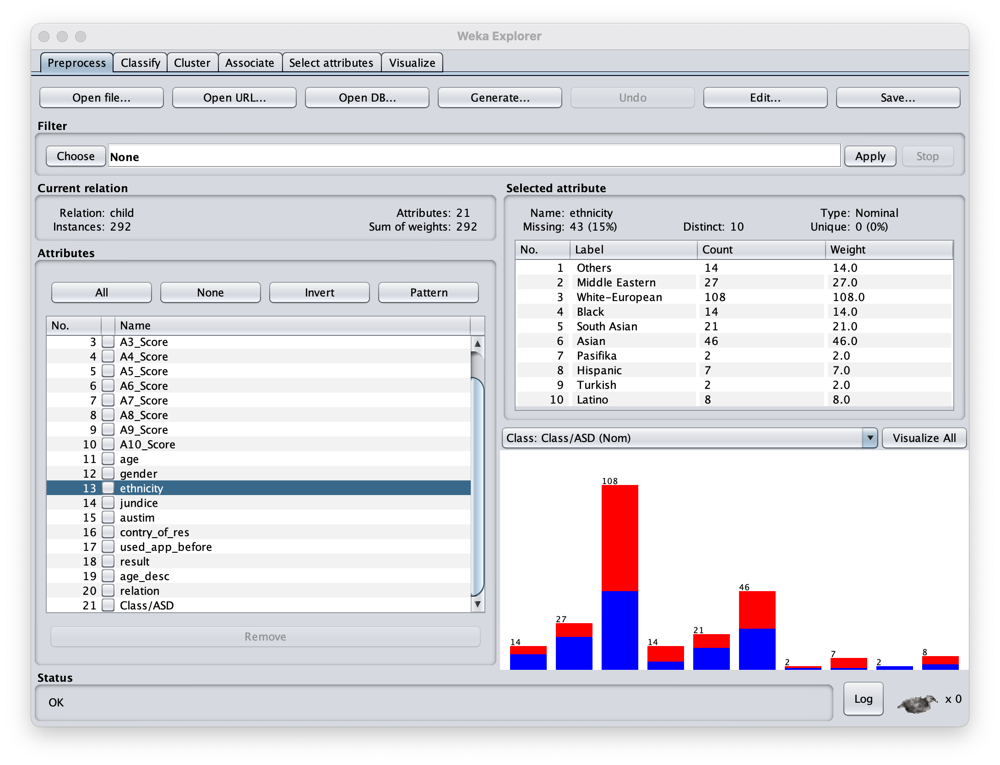 Weka Explorer
Preprocess Classify Cluster Associate Select attributes Visualize
Open file... Open URL... Open DB... Generate... Undo Edit... Save...
Filter
Choose None Apply Stop
Current relation
Relation: child Attributes: 21
Instances: 292 Sum of weights: 292
Attributes
All None Invert Pattern
No. Name
3 A3_Score
4 A4_Score
5 A5_Score
6 A6_Score
7 A7_Score
8 A8_Score
9 A9_Score
10 A10_Score
11 age
12 gender
13 ethnicity
14 jundice
15 austim
16 contry_of_res
17 used_app_before
18 result
19 age_desc
20 relation
21 Class/ASD
Remove
Selected attribute
Name: ethnicity Type: Nominal
Missing: 43 (15%) Distinct: 10 Unique: 0 (0%)
No. Label Count Weight
1 Others 14 14.0
2 Middle Eastern 27 27.0
3 White-European 108 108.0
4 Black 14 14.0
5 South Asian 21 21.0
6 Asian 46 46.0
7 Pasifika 2 2.0
8 Hispanic 7 7.0
9 Turkish 2 2.0
10 Latino 8 8.0
Class: Class/ASD (Nom) Visualize All
14 27 108 14 21 46 2 7 2 8
Status
OK
Log x 0